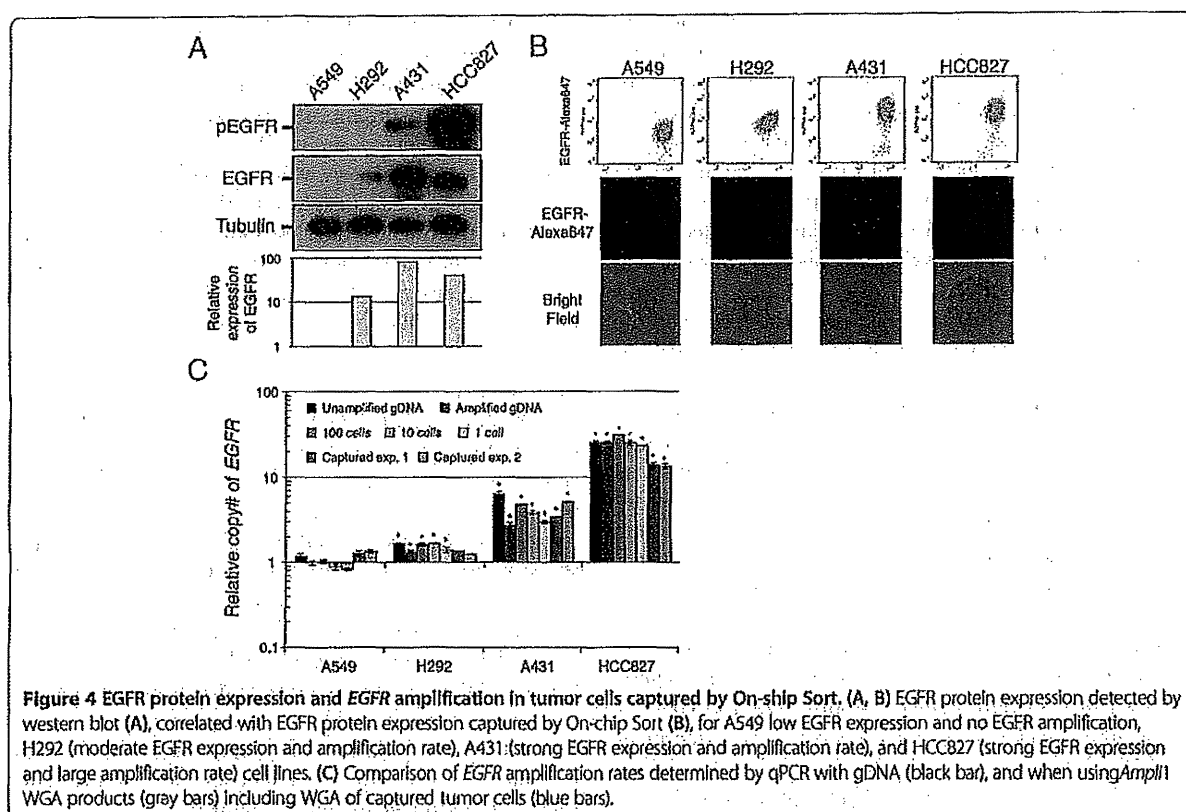 A
B
A549 H292 A431 HCC827
pEGFR
EGFR
Tubulin
Relative expression of EGFR
100
10
1
A549 H292 A431 HCC827
EGFR-Alexa647
EGFR-
Alexa647
Bright
Field
C
Relative copy# of EGFR
100
10
1
0.1
Unamplified gDNA Amplified gDNA
100 cells 10 cells 1 cell
Captured exp. 1 Captured exp. 2
A549 H292 A431 HCC827
Figure 4 EGFR protein expression and EGFR amplification in tumor cells captured by On-ship Sort. (A, B) EGFR protein expression detected by
western blot (A), correlated with EGFR protein expression captured by On-chip Sort (B), for A549 low EGFR expression and no EGFR amplification,
H292 (moderate EGFR expression and amplification rate), A431 (strong EGFR expression and amplification rate), and HCC827 (strong EGFR expression
and large amplification rate) cell lines. (C) Comparison of EGFR amplification rates determined by qPCR with gDNA (black bar), and when usingAmpli1
WGA products (gray bars) including WGA of captured tumor cells (blue bars).